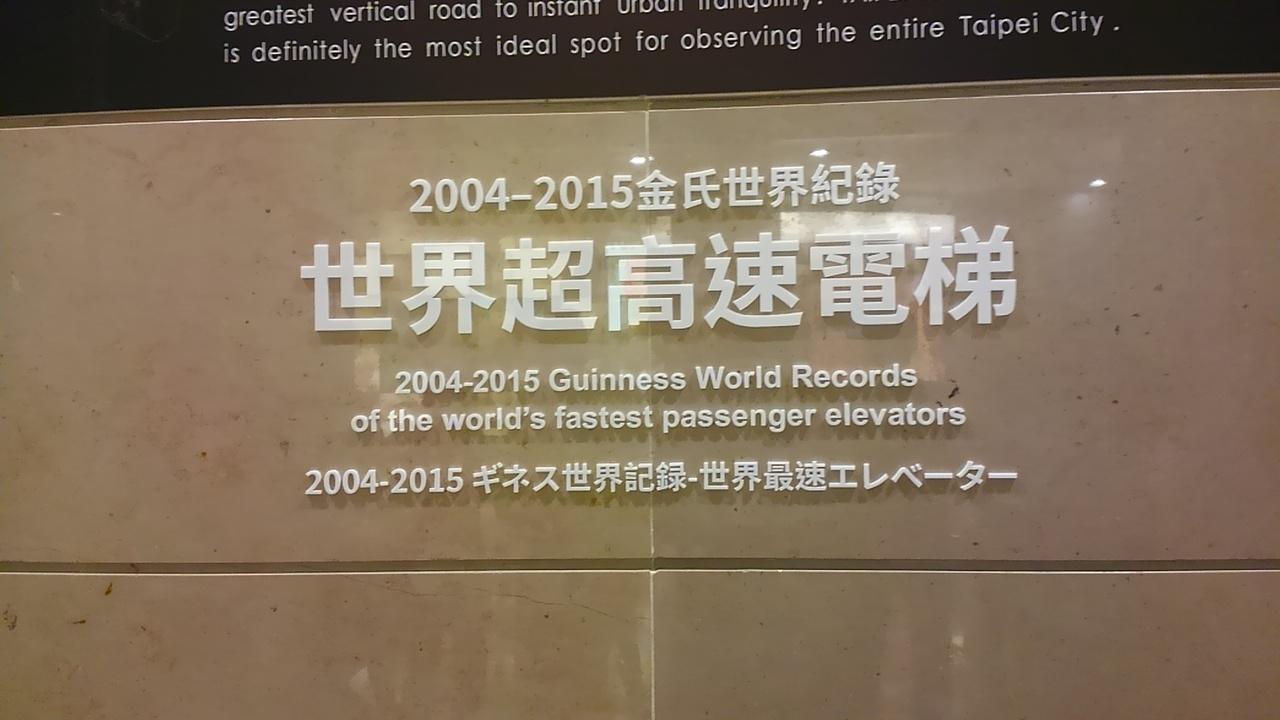 greatest vertical road to instant urban tranquility.
is definitely the most ideal spot for observing the entire Taipei City .
2004–2015金氏世界紀錄
世界超高速電梯
2004-2015 Guinness World Records
of the world's fastest passenger elevators
2004-2015 ギネス世界記録-世界最速エレベーター